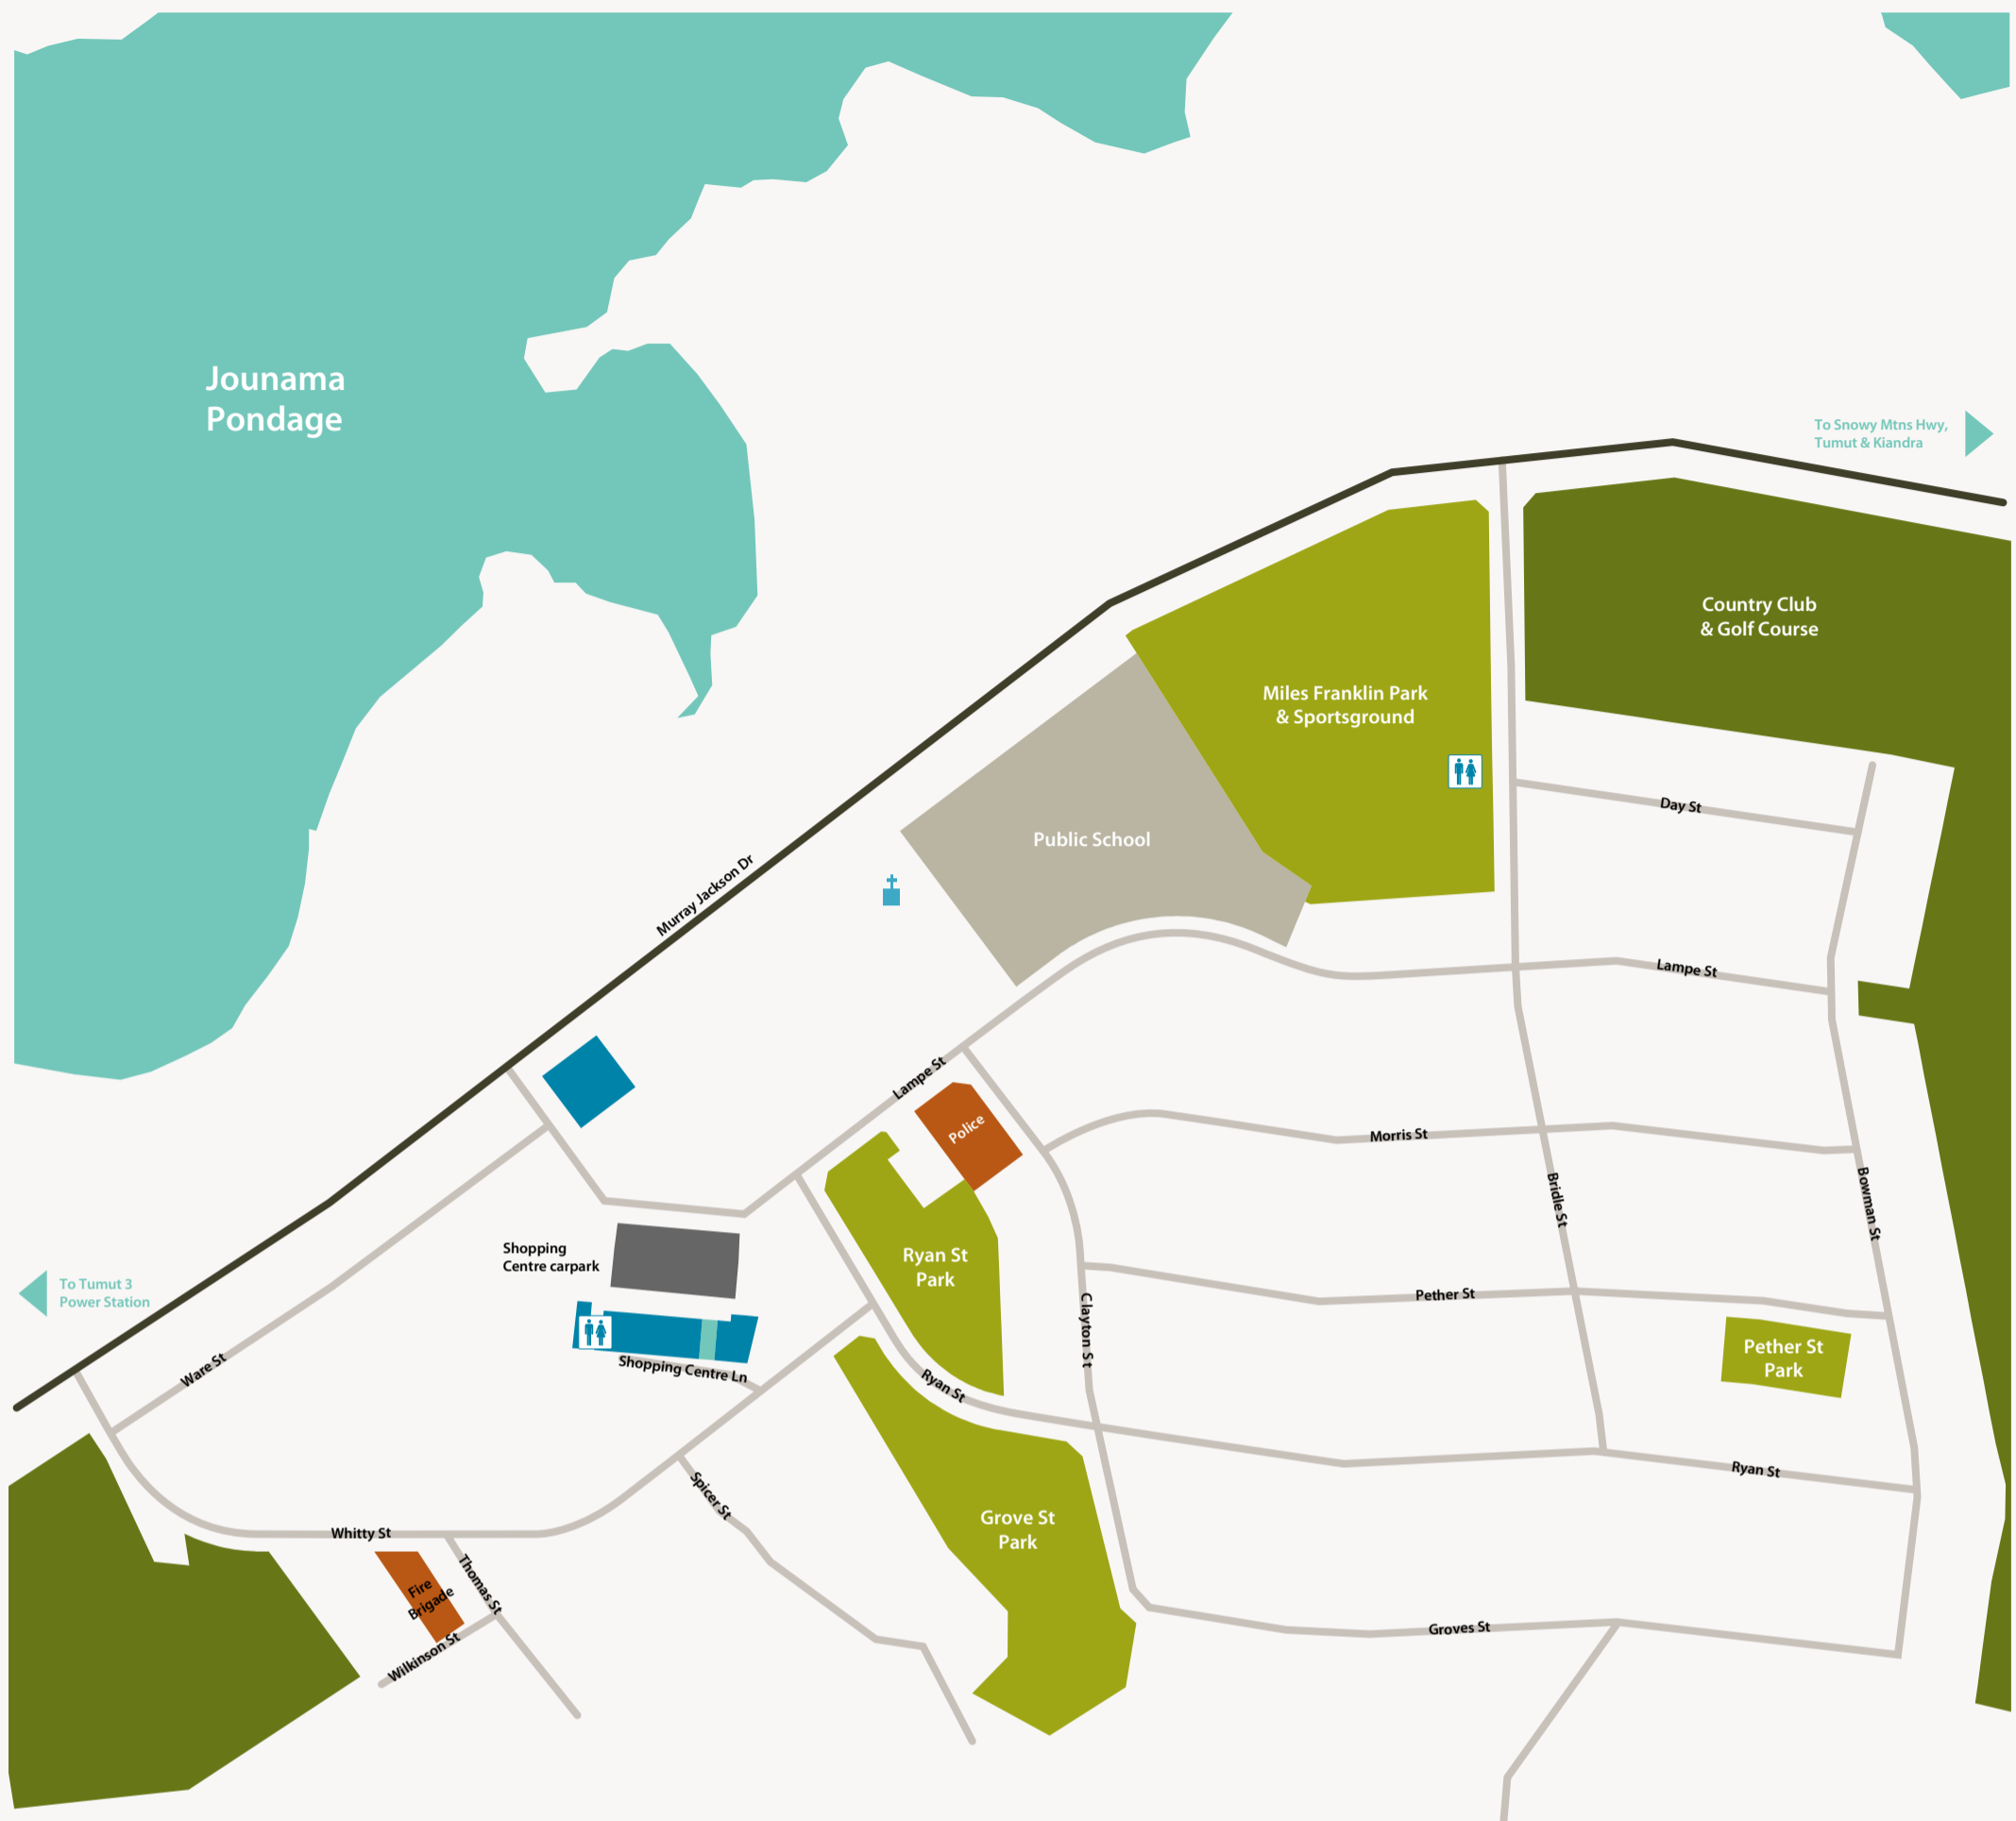 Jounama
Pondage
To Snowy Mtns Hwy,
Tumut & Kiandra
Country Club
& Golf Course
Miles Franklin Park
& Sportsground
Day St
Public School
Murray Jackson Dr
Lampe St
Lampe St
Police
Morris St
Bridle St
Bowman St
Shopping
Centre carpark
Ryan St
Park
To Tumut 3
Power Station
Pether St
Clayton St
Pether St
Park
Ware St
Shopping Centre Ln
Ryan St
Ryan St
Spicer St
Grove St
Park
Whitty St
Thomas St
Fire
Brigade
Wilkinson St
Groves St